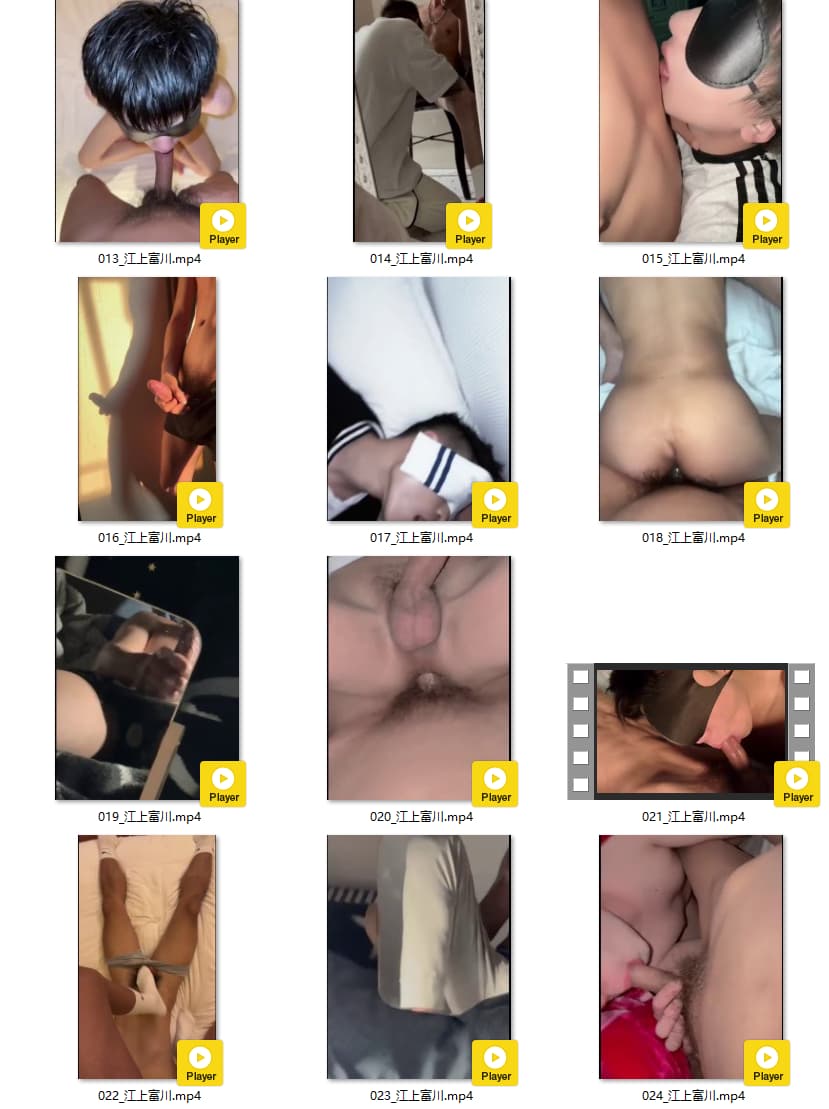 Player
Player
Player
013_江上富川.mp4
014_江上富川.mp4
015_江上富川.mp4
Player
Player
Player
016_江上富川.mp4
017_江上富川.mp4
018_江上富川.mp4
Player
Player
Player
019_江上富川.mp4
020_江上富川.mp4
021_江上富川.mp4
Player
Player
Player
022_江上富川.mp4
023_江上富川.mp4
024_江上富川.mp4